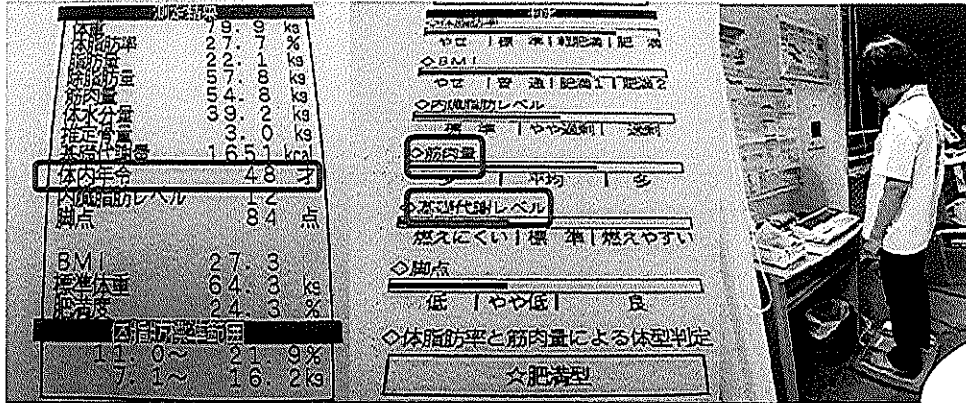 測定結果
体重 79.9 kg
体脂肪率 27.7 %
脂肪量 22.1 kg
除脂肪量 57.8 kg
筋肉量 54.8 kg
体水分量 39.2 kg
推定骨量 3.0 kg
基礎代謝量 1651 kcal
体内年令 48 才
内臓脂肪レベル 12
脚点 84 点
BMI 27.3
標準体重 64.3 kg
肥満度 24.3 %
11.0~ 21.9%
7.1~ 16.2kg
◇体脂肪率
やせ | 標 準 | 軽肥満 | 肥 満
◇BMI
やせ | 普 通 | 肥満1 | 肥満2
◇内臓脂肪レベル
標 準 | やや過剰 | 過剰
◇筋肉量
少 | 平均 | 多
◇基礎代謝レベル
燃えにくい | 標 準 | 燃えやすい
◇脚点
低 | やや低 | 良
◇体脂肪率と筋肉量による体型判定
☆肥満型